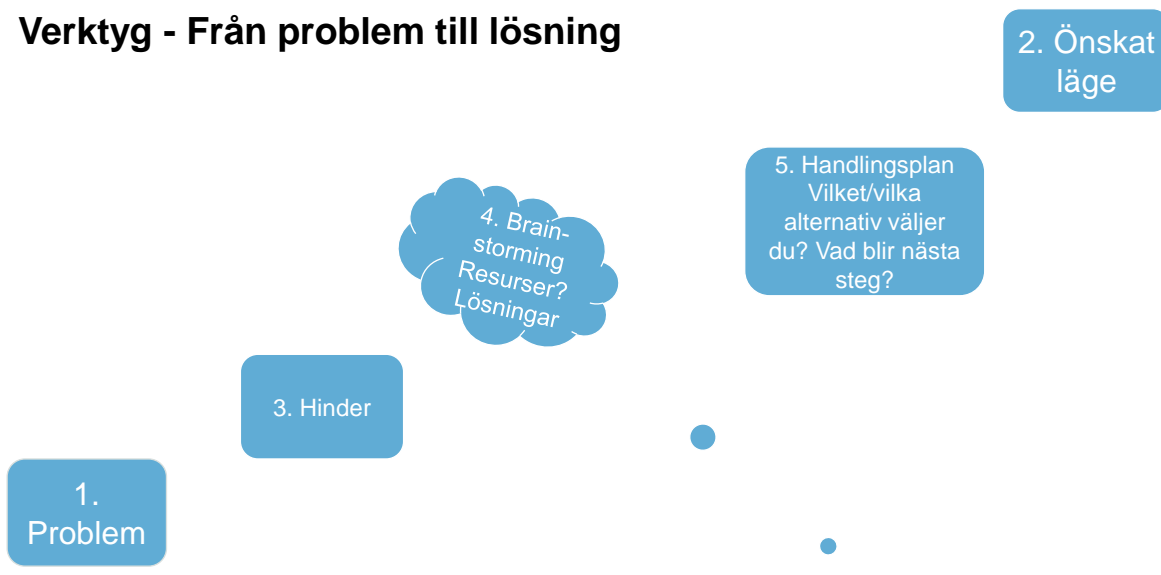 Verktyg - Från problem till lösning
2. Önskat
läge
5. Handlingsplan
Vilket/vilka
alternativ väljer
du? Vad blir nästa
steg?
4. Brain-
storming
Resurser?
Lösningar
3. Hinder
1.
Problem